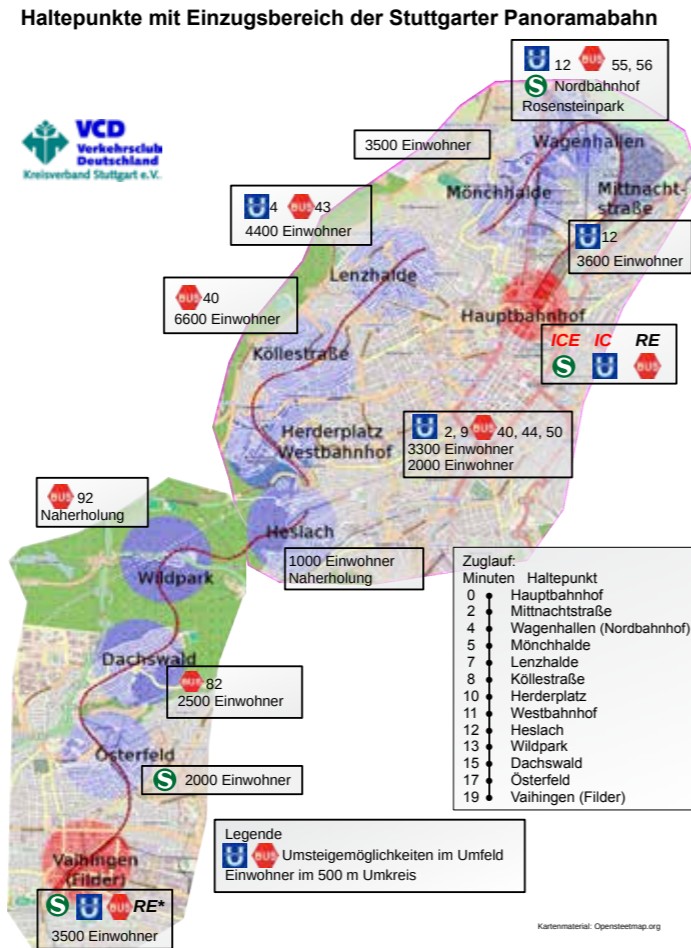 Haltepunkte mit Einzugsbereich der Stuttgarter Panoramabahn
VCD
Verkehrsclub
Deutschland
Kreisverband Stuttgart e.V.
U 12 BUS 55, 56
S Nordbahnhof
Rosensteinpark
3500 Einwohner
Wagenhallen
Mönchhalde
Mittnacht-
straße
U 4 BUS 43
4400 Einwohner
U 12
3600 Einwohner
Lenzhalde
BUS 40
6600 Einwohner
Hauptbahnhof
ICE IC RE
S U BUS
Köllestraße
Herderplatz
Westbahnhof
U 2, 9 BUS 40, 44, 50
3300 Einwohner
2000 Einwohner
BUS 92
Naherholung
Heslach
1000 Einwohner
Naherholung
Wildpark
Zuglauf:
Minuten Haltepunkt
0 Hauptbahnhof
2 Mittnachtstraße
4 Wagenhallen (Nordbahnhof)
5 Mönchhalde
7 Lenzhalde
8 Köllestraße
10 Herderplatz
11 Westbahnhof
12 Heslach
13 Wildpark
15 Dachswald
17 Österfeld
19 Vaihingen (Filder)
Dachswald
BUS 82
2500 Einwohner
Österfeld
S 2000 Einwohner
Legende
U BUS Umsteigemöglichkeiten im Umfeld
Einwohner im 500 m Umkreis
Vaihingen
(Filder)
S U BUS RE*
3500 Einwohner
Kartenmaterial: Opensteetmap.org